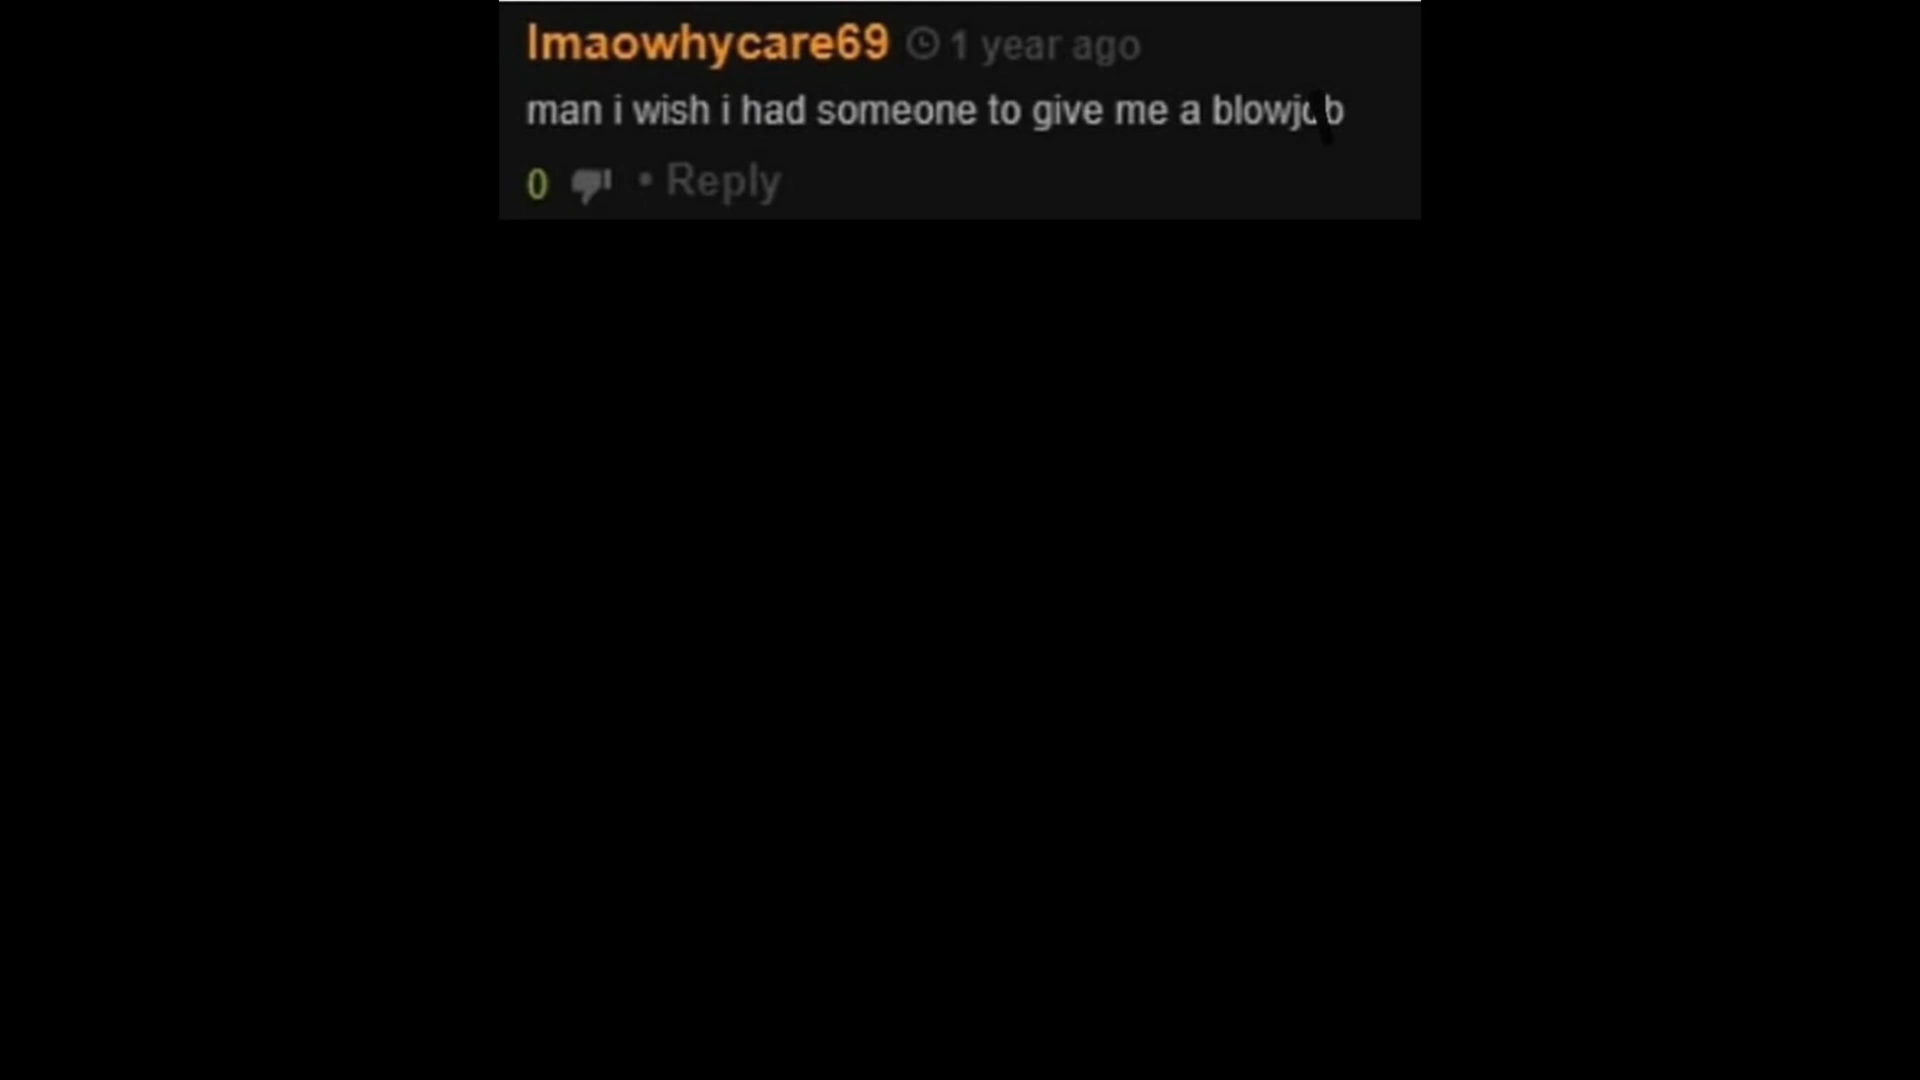 lmaowhycare69 1 year ago
man i wish i had someone to give me a blowjob
0 • Reply